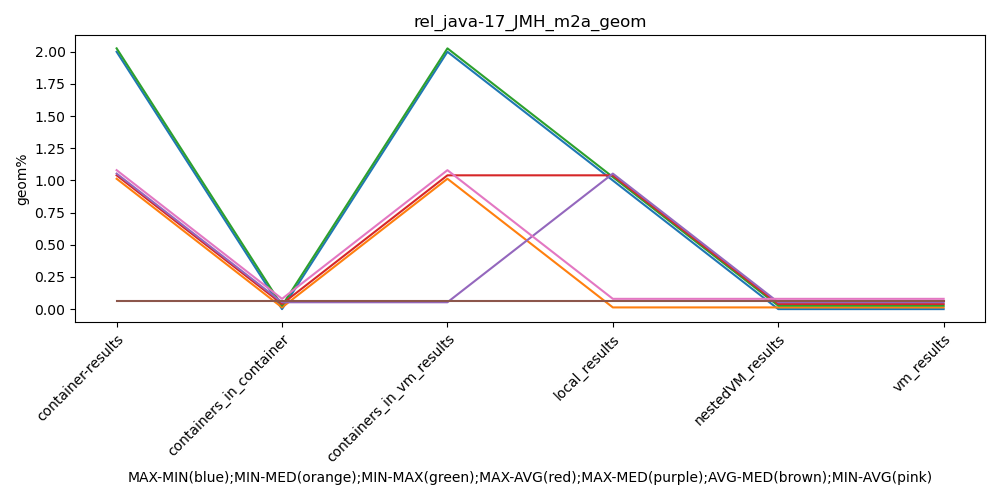 rel_java-17_JMH_m2a_geom
geom%
2.00
1.75
1.50
1.25
1.00
0.75
0.50
0.25
0.00
container-results
containers_in_container
containers_in_vm_results
local_results
nestedVM_results
vm_results
MAX-MIN(blue);MIN-MED(orange);MIN-MAX(green);MAX-AVG(red);MAX-MED(purple);AVG-MED(brown);MIN-AVG(pink)